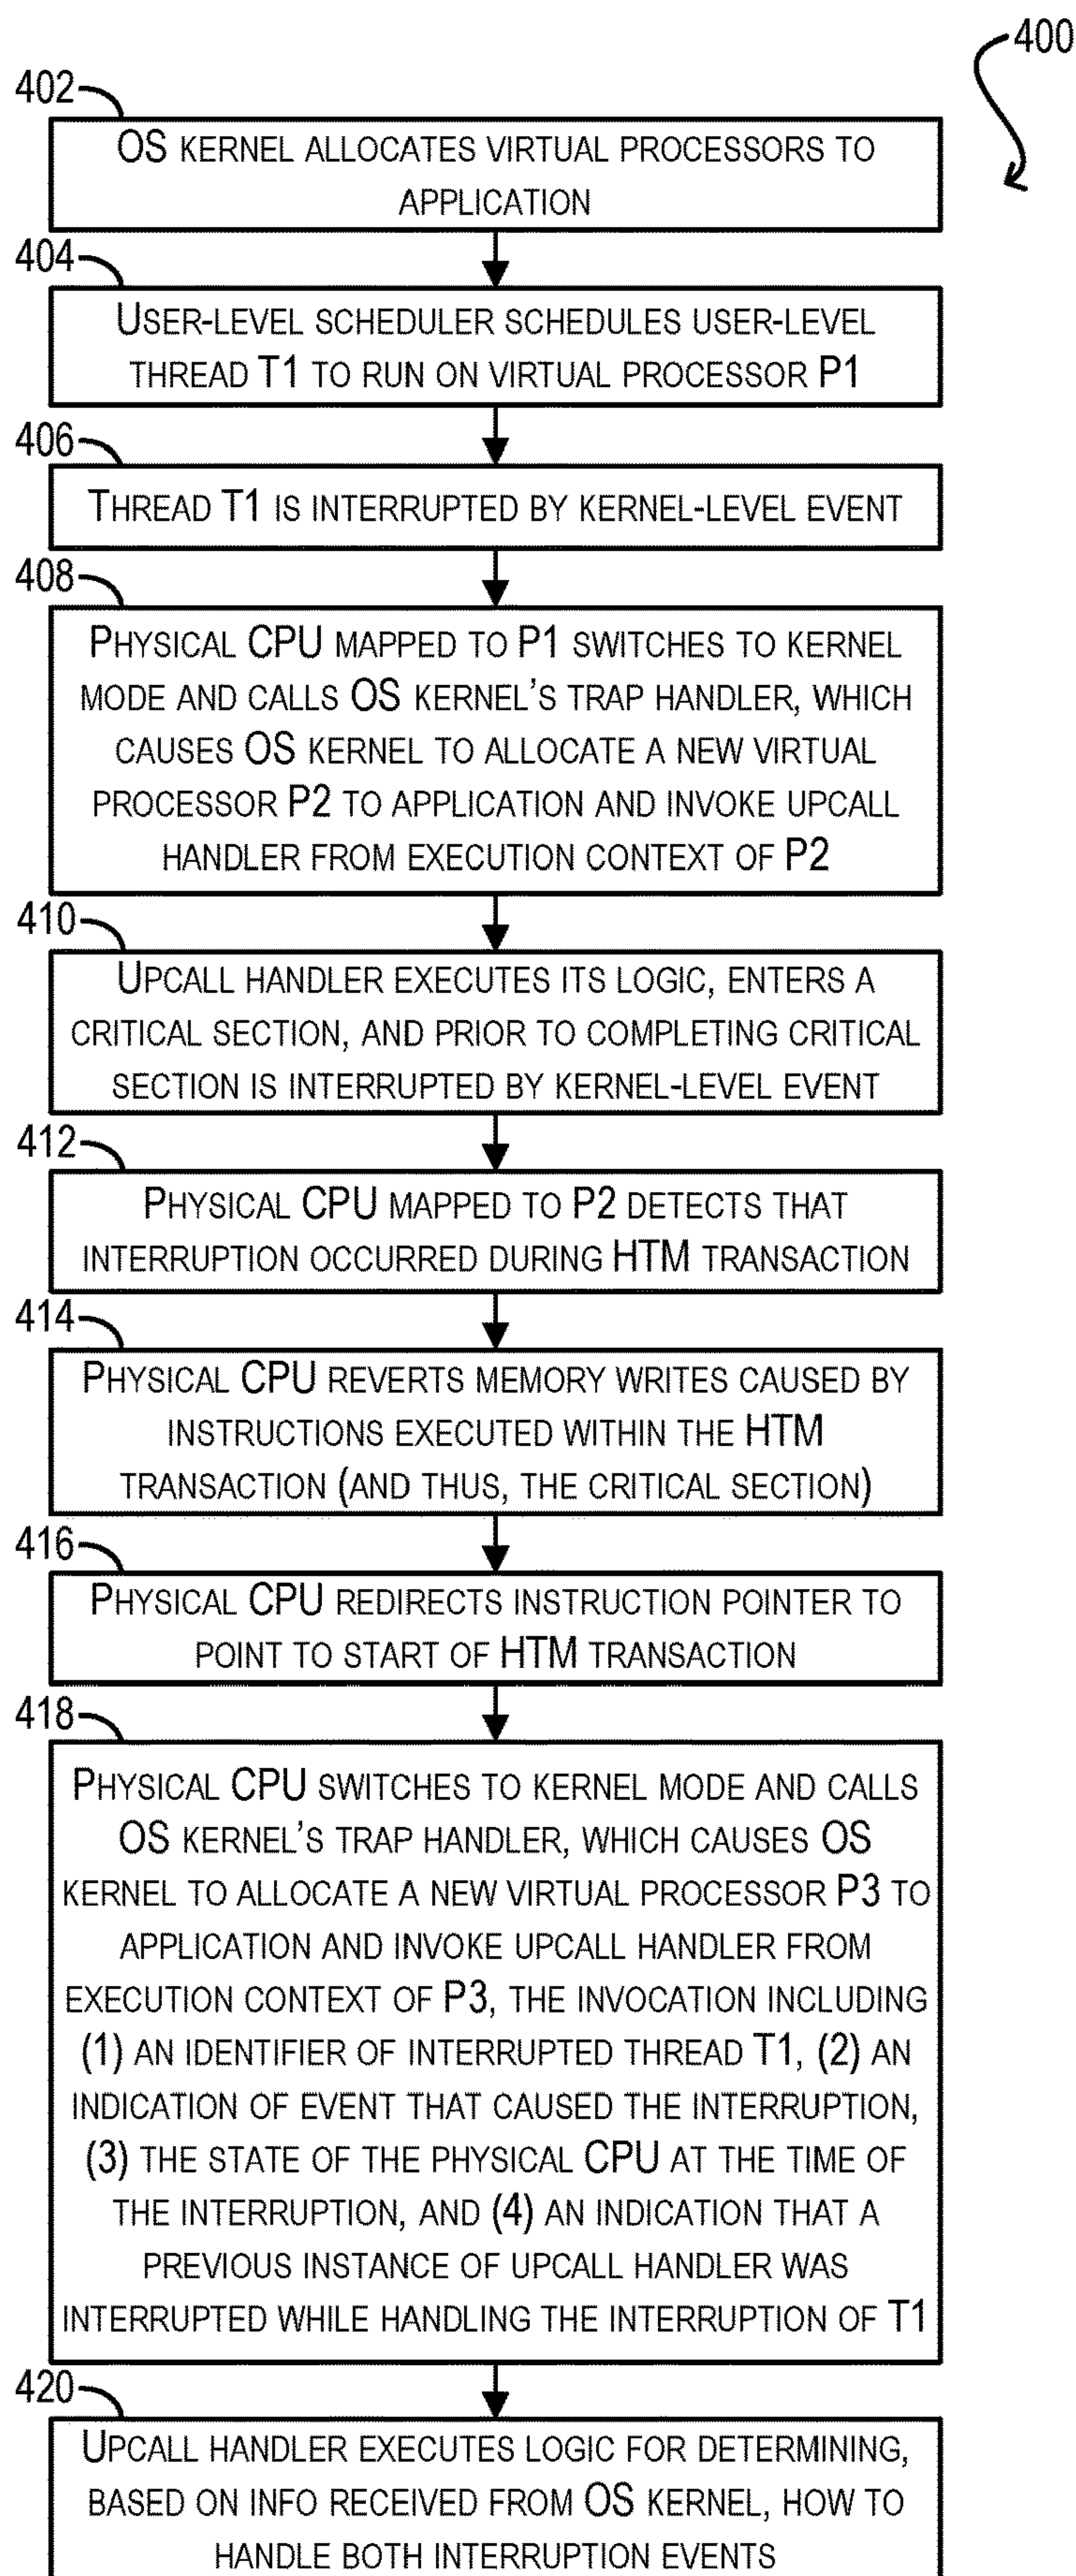 400
402
OS KERNEL ALLOCATES VIRTUAL PROCESSORS TO
APPLICATION
404
USER-LEVEL SCHEDULER SCHEDULES USER-LEVEL
THREAD T1 TO RUN ON VIRTUAL PROCESSOR P1
406
THREAD T1 IS INTERRUPTED BY KERNEL-LEVEL EVENT
408
PHYSICAL CPU MAPPED TO P1 SWITCHES TO KERNEL
MODE AND CALLS OS KERNEL'S TRAP HANDLER, WHICH
CAUSES OS KERNEL TO ALLOCATE A NEW VIRTUAL
PROCESSOR P2 TO APPLICATION AND INVOKE UPCALL
HANDLER FROM EXECUTION CONTEXT OF P2
410
UPCALL HANDLER EXECUTES ITS LOGIC, ENTERS A
CRITICAL SECTION, AND PRIOR TO COMPLETING CRITICAL
SECTION IS INTERRUPTED BY KERNEL-LEVEL EVENT
412
PHYSICAL CPU MAPPED TO P2 DETECTS THAT
INTERRUPTION OCCURRED DURING HTM TRANSACTION
414
PHYSICAL CPU REVERTS MEMORY WRITES CAUSED BY
INSTRUCTIONS EXECUTED WITHIN THE HTM
TRANSACTION (AND THUS, THE CRITICAL SECTION)
416
PHYSICAL CPU REDIRECTS INSTRUCTION POINTER TO
POINT TO START OF HTM TRANSACTION
418
PHYSICAL CPU SWITCHES TO KERNEL MODE AND CALLS
OS KERNEL'S TRAP HANDLER, WHICH CAUSES OS
KERNEL TO ALLOCATE A NEW VIRTUAL PROCESSOR P3 TO
APPLICATION AND INVOKE UPCALL HANDLER FROM
EXECUTION CONTEXT OF P3, THE INVOCATION INCLUDING
(1) AN IDENTIFIER OF INTERRUPTED THREAD T1, (2) AN
INDICATION OF EVENT THAT CAUSED THE INTERRUPTION,
(3) THE STATE OF THE PHYSICAL CPU AT THE TIME OF
THE INTERRUPTION, AND (4) AN INDICATION THAT A
PREVIOUS INSTANCE OF UPCALL HANDLER WAS
INTERRUPTED WHILE HANDLING THE INTERRUPTION OF T1
420
UPCALL HANDLER EXECUTES LOGIC FOR DETERMINING,
BASED ON INFO RECEIVED FROM OS KERNEL, HOW TO
HANDLE BOTH INTERRUPTION EVENTS